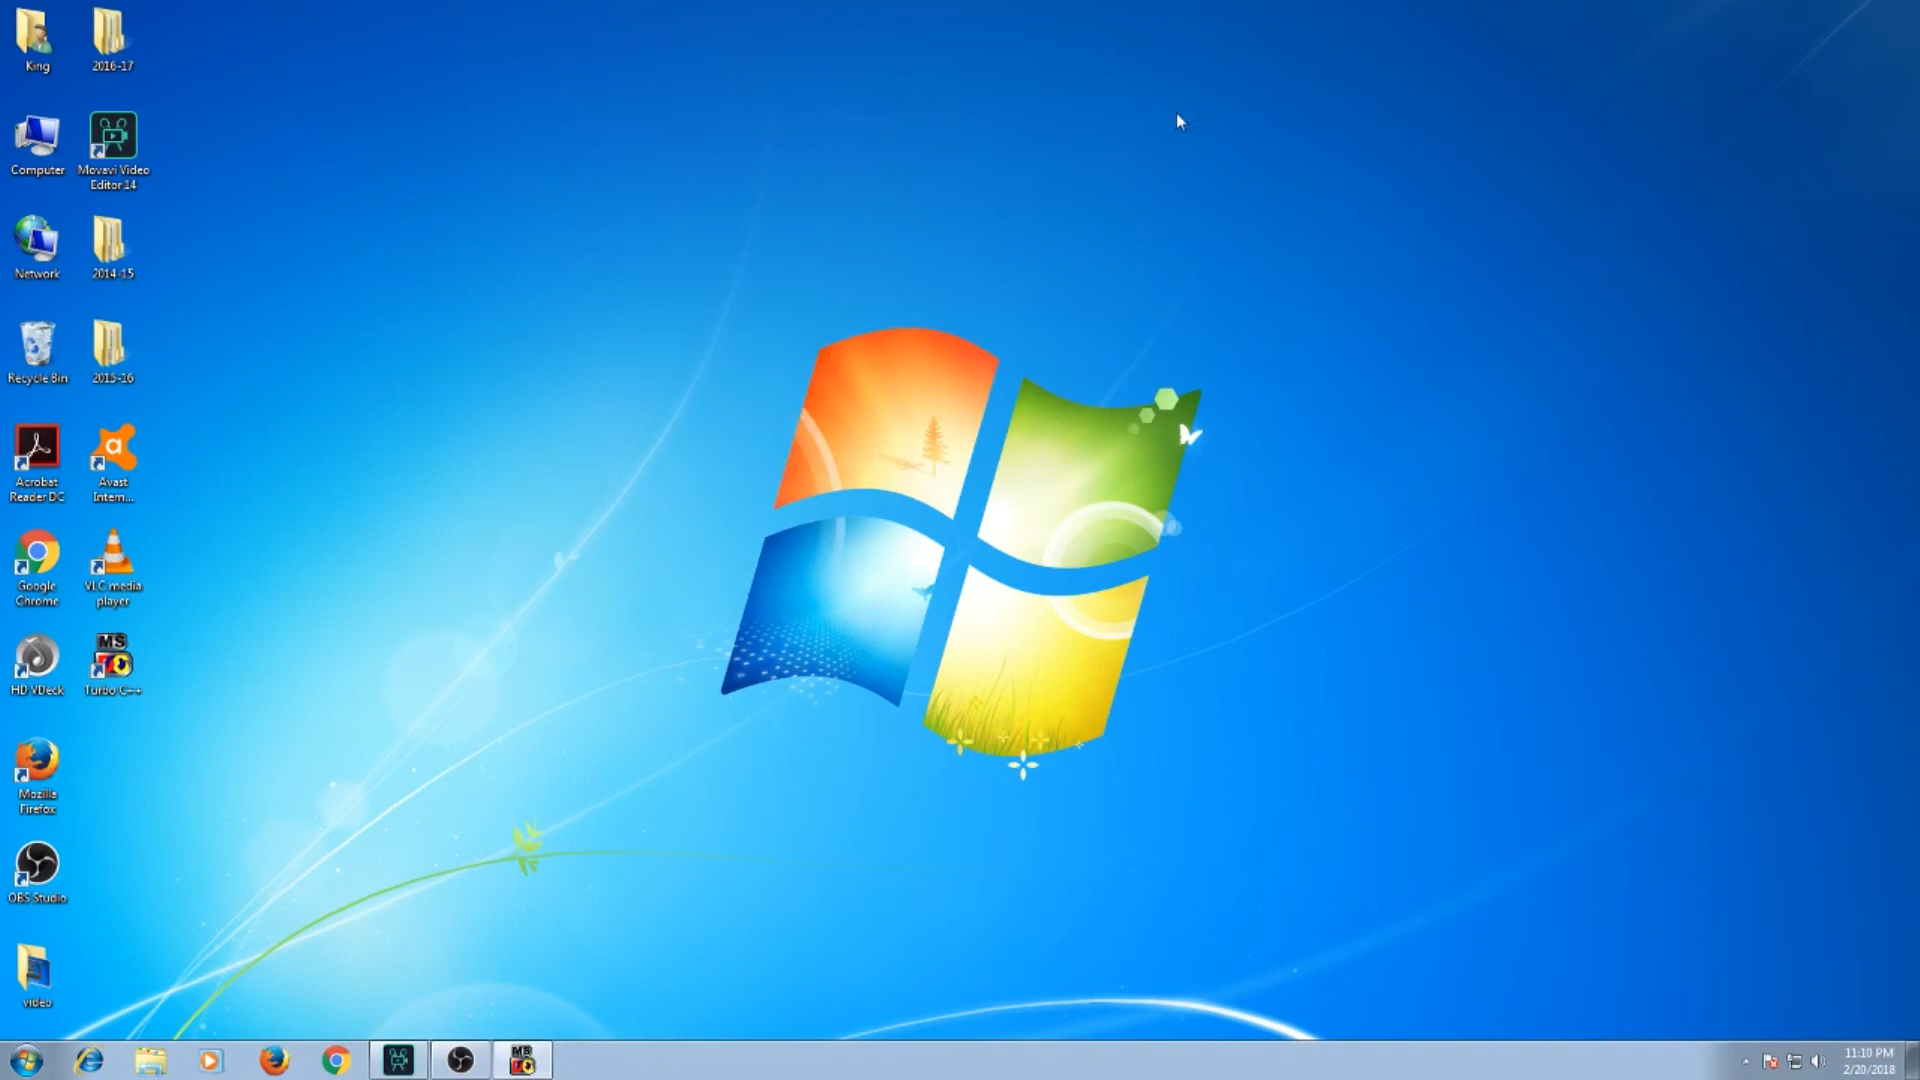 King
2016-17
Computer
Movavi Video
Editor 14
Network
2014-15
Recycle Bin
2015-16
Acrobat
Reader DC
Avast
Intern...
Google
Chrome
VLC media
player
HD VDeck
MS
Turbo C++
Mozilla
Firefox
OBS Studio
video
MS
11:10 PM
2/20/2018